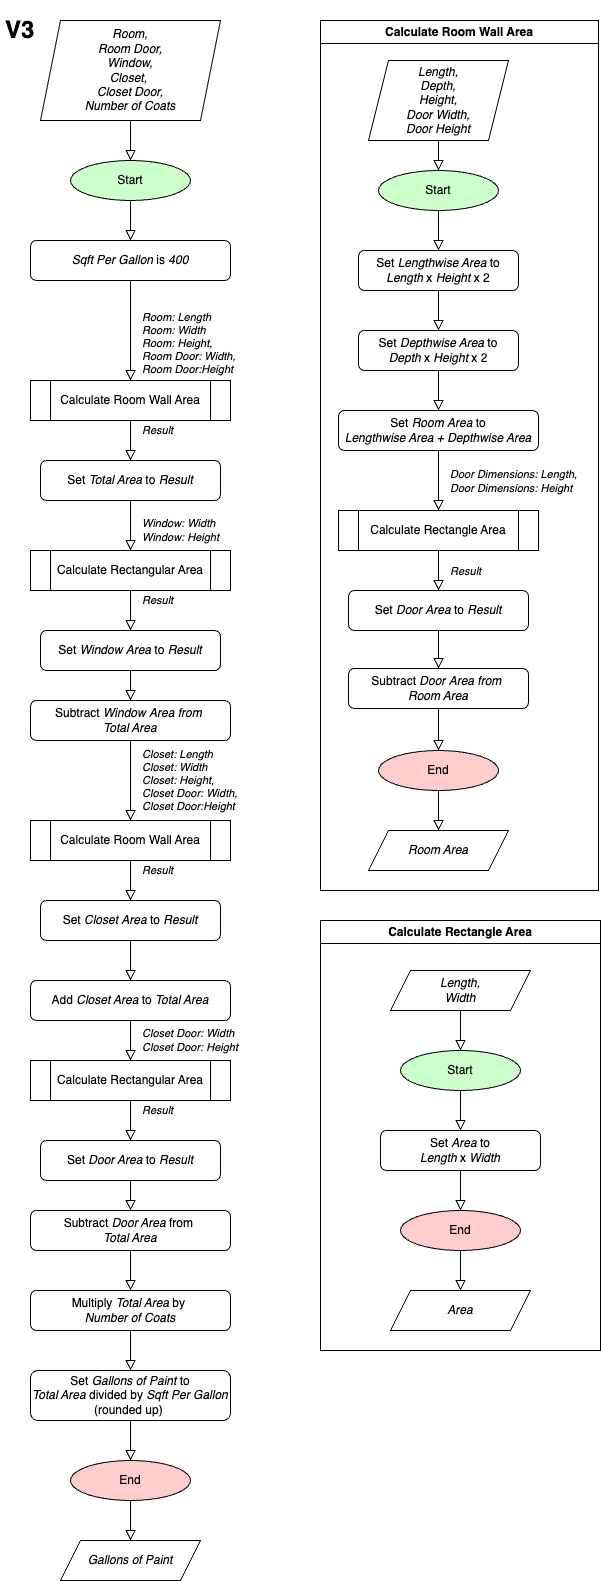 V3
Room,
Room Door,
Window,
Closet,
Closet Door,
Number of Coats
Start
Sqft Per Gallon is 400
Room: Length
Room: Width
Room: Height,
Room Door: Width,
Room Door:Height
Calculate Room Wall Area
Result
Set Total Area to Result
Window: Width
Window: Height
Calculate Rectangular Area
Result
Set Window Area to Result
Subtract Window Area from
Total Area
Closet: Length
Closet: Width
Closet: Height,
Closet Door: Width,
Closet Door:Height
Calculate Room Wall Area
Result
Set Closet Area to Result
Add Closet Area to Total Area
Closet Door: Width
Closet Door: Height
Calculate Rectangular Area
Result
Set Door Area to Result
Subtract Door Area from
Total Area
Multiply Total Area by
Number of Coats
Set Gallons of Paint to
Total Area divided by Sqft Per Gallon
(rounded up)
End
Gallons of Paint
Calculate Room Wall Area
Length,
Depth,
Height,
Door Width,
Door Height
Start
Set Lengthwise Area to
Length x Height x 2
Set Depthwise Area to
Depth x Height x 2
Set Room Area to
Lengthwise Area + Depthwise Area
Door Dimensions: Length,
Door Dimensions: Height
Calculate Rectangle Area
Result
Set Door Area to Result
Subtract Door Area from
Room Area
End
Room Area
Calculate Rectangle Area
Length,
Width
Start
Set Area to
Length x Width
End
Area